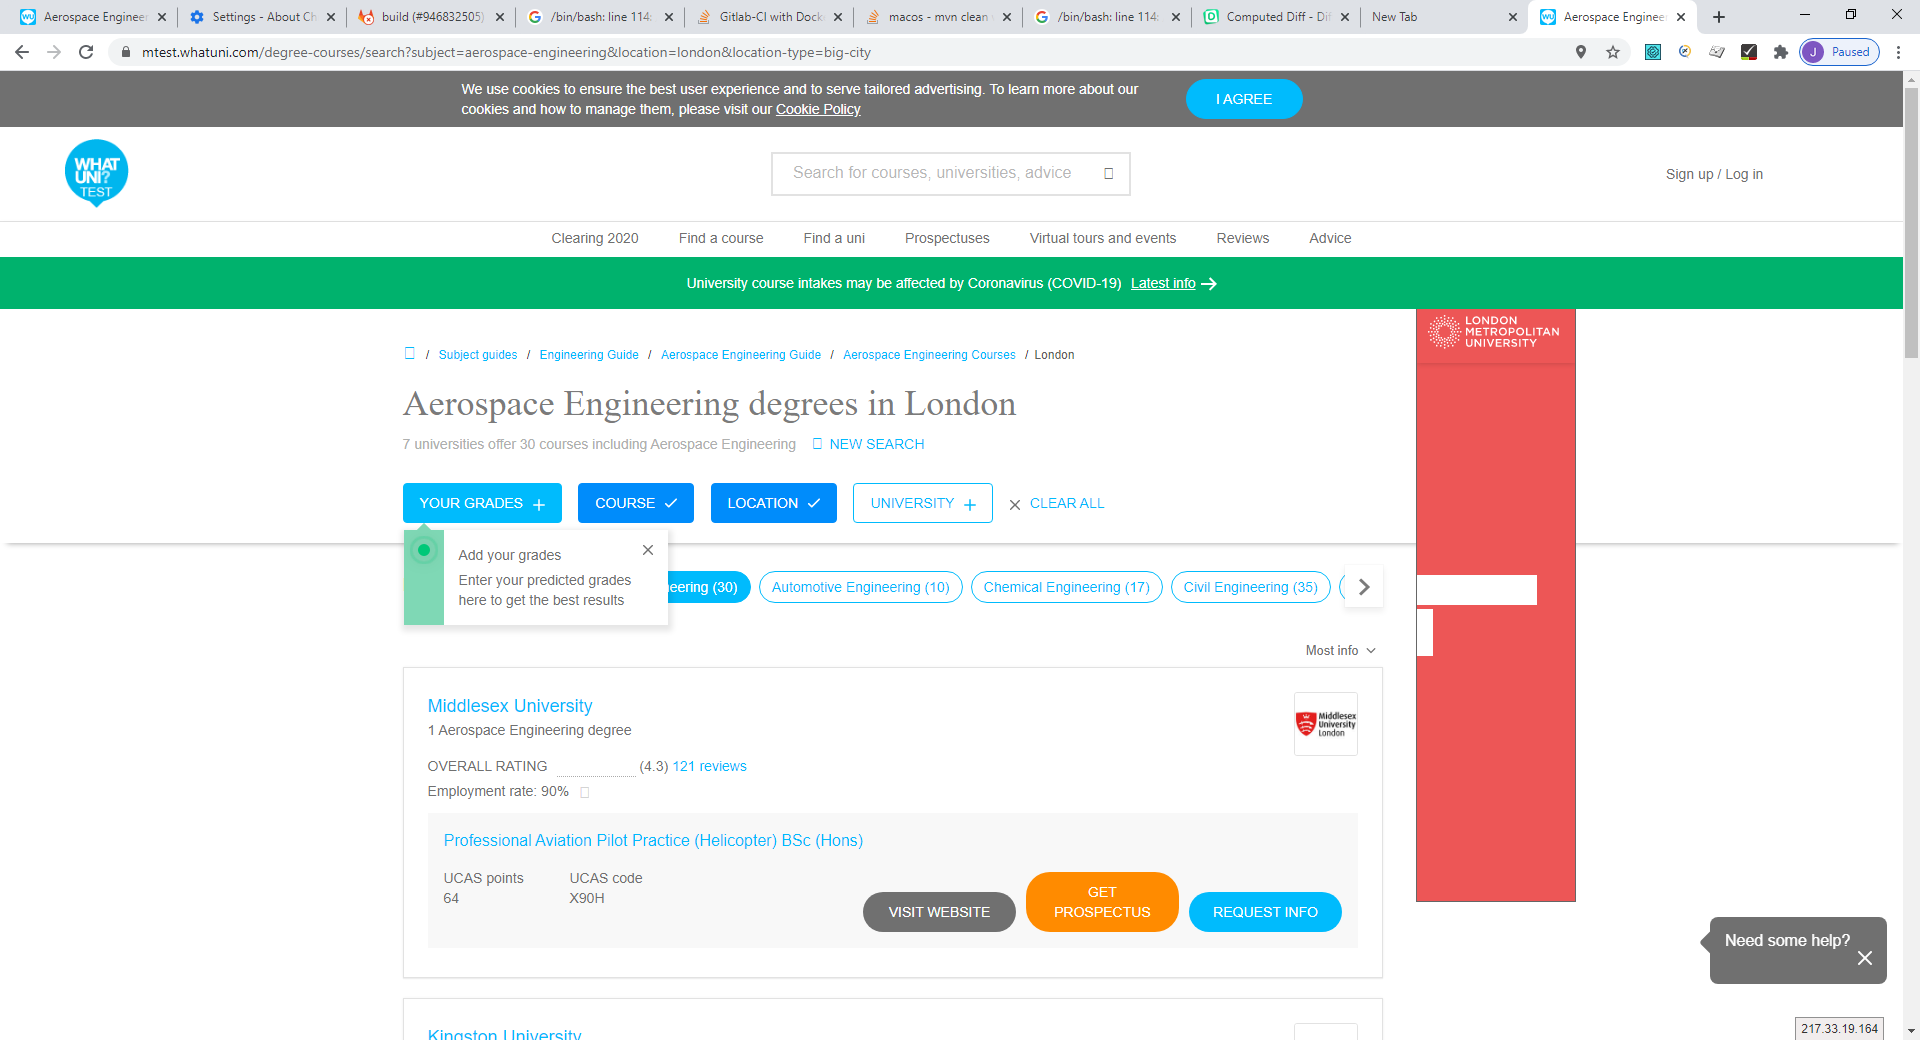 Aerospace Engineer
Settings - About Ch
build (#946832505)
/bin/bash: line 114:
Gitlab-CI with Dock
macos - mvn clean
/bin/bash: line 114:
Computed Diff - Dif
New Tab
Aerospace Engineer
mtest.whatuni.com/degree-courses/search?subject=aerospace-engineering&location=london&location-type=big-city
J Paused
We use cookies to ensure the best user experience and to serve tailored advertising. To learn more about our
cookies and how to manage them, please visit our Cookie Policy
I AGREE
WHAT
UNI?
TEST
Search for courses, universities, advice
Sign up / Log in
Clearing 2020 Find a course Find a uni Prospectuses Virtual tours and events Reviews Advice
University course intakes may be affected by Coronavirus (COVID-19) Latest info
LONDON
METROPOLITAN
UNIVERSITY
/ Subject guides / Engineering Guide / Aerospace Engineering Guide / Aerospace Engineering Courses / London
Aerospace Engineering degrees in London
7 universities offer 30 courses including Aerospace Engineering NEW SEARCH
YOUR GRADES COURSE LOCATION UNIVERSITY CLEAR ALL
Add your grades
Enter your predicted grades
here to get the best results
eering (30) Automotive Engineering (10) Chemical Engineering (17) Civil Engineering (35)
Most info
Middlesex University
1 Aerospace Engineering degree
Middlesex
University
London
OVERALL RATING (4.3) 121 reviews
Employment rate: 90%
Professional Aviation Pilot Practice (Helicopter) BSc (Hons)
UCAS points UCAS code
64 X90H
VISIT WEBSITE
GET
PROSPECTUS
REQUEST INFO
Need some help?
Kingston University
217.33.19.164